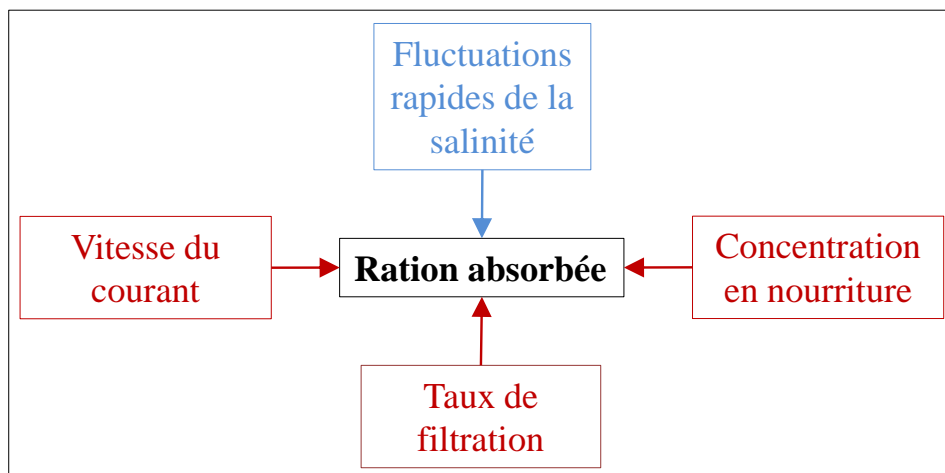 Fluctuations
rapides de la
salinité
Vitesse du
courant
Ration absorbée
Concentration
en nourriture
Taux de
filtration